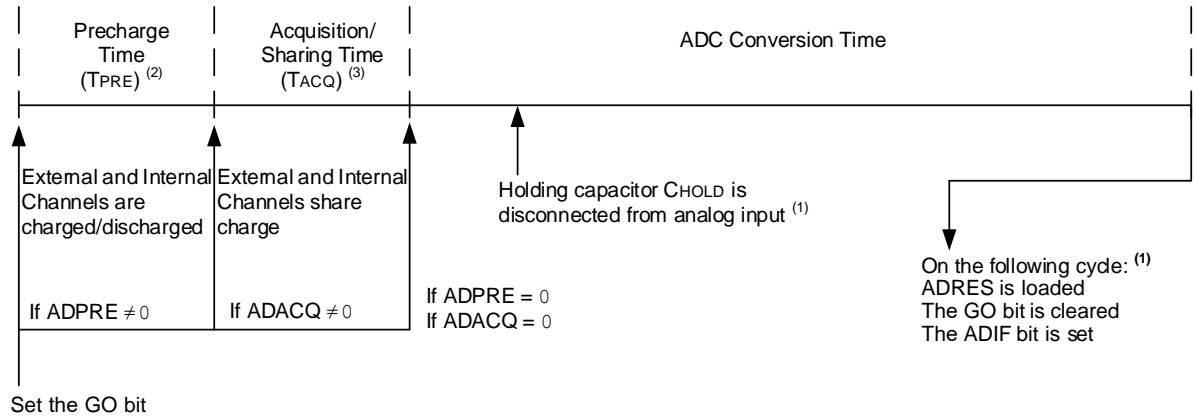 Precharge
Time
(TPRE) (2)
Acquisition/
Sharing Time
(TACQ) (3)
ADC Conversion Time
External and Internal
Channels are
charged/discharged
External and Internal
Channels share
charge
Holding capacitor CHOLD is
disconnected from analog input (1)
If ADPRE ≠ 0
If ADACQ ≠ 0
If ADPRE = 0
If ADACQ = 0
On the following cycle: (1)
ADRES is loaded
The GO bit is cleared
The ADIF bit is set
Set the GO bit